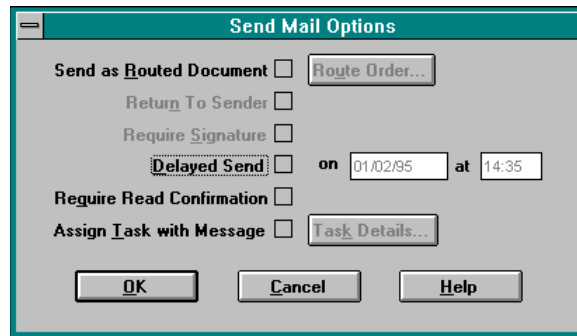 Send Mail Options
Send as Routed Document Route Order...
Return To Sender
Require Signature
Delayed Send on 01/02/95 at 14:35
Require Read Confirmation
Assign Task with Message Task Details...
OK Cancel Help